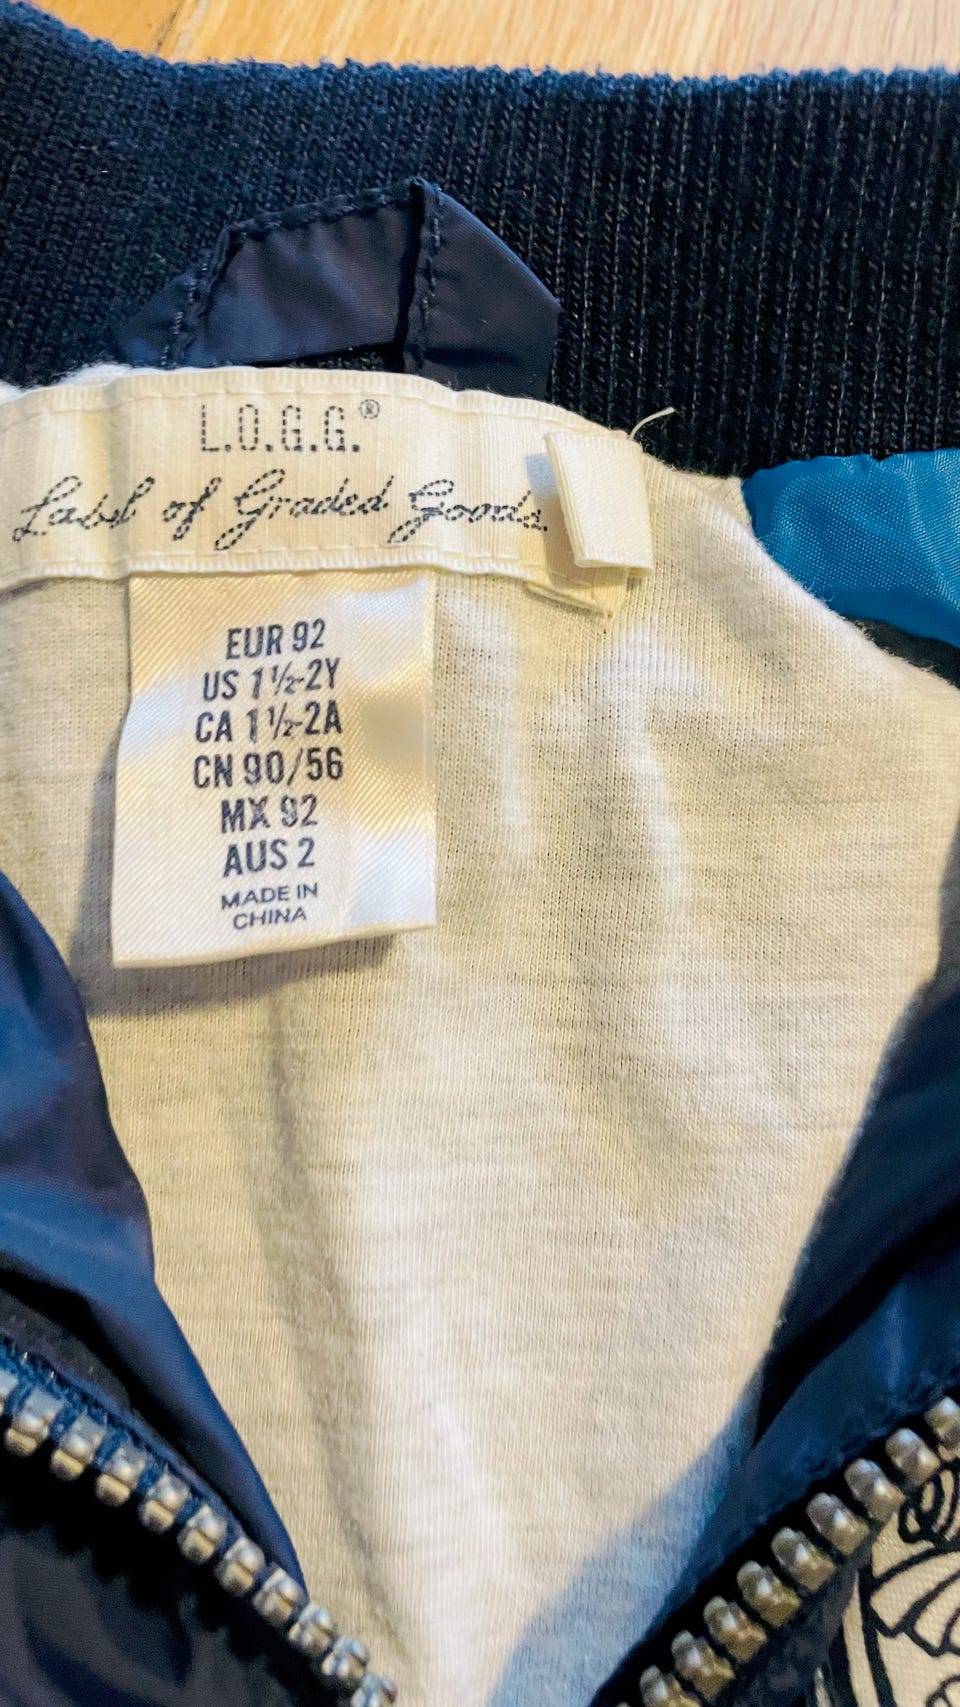 L.O.G.G.®
Label of Graded Goods.
EUR 92
US 1½-2Y
CA 1½-2A
CN 90/56
MX 92
AUS 2
MADE IN
CHINA